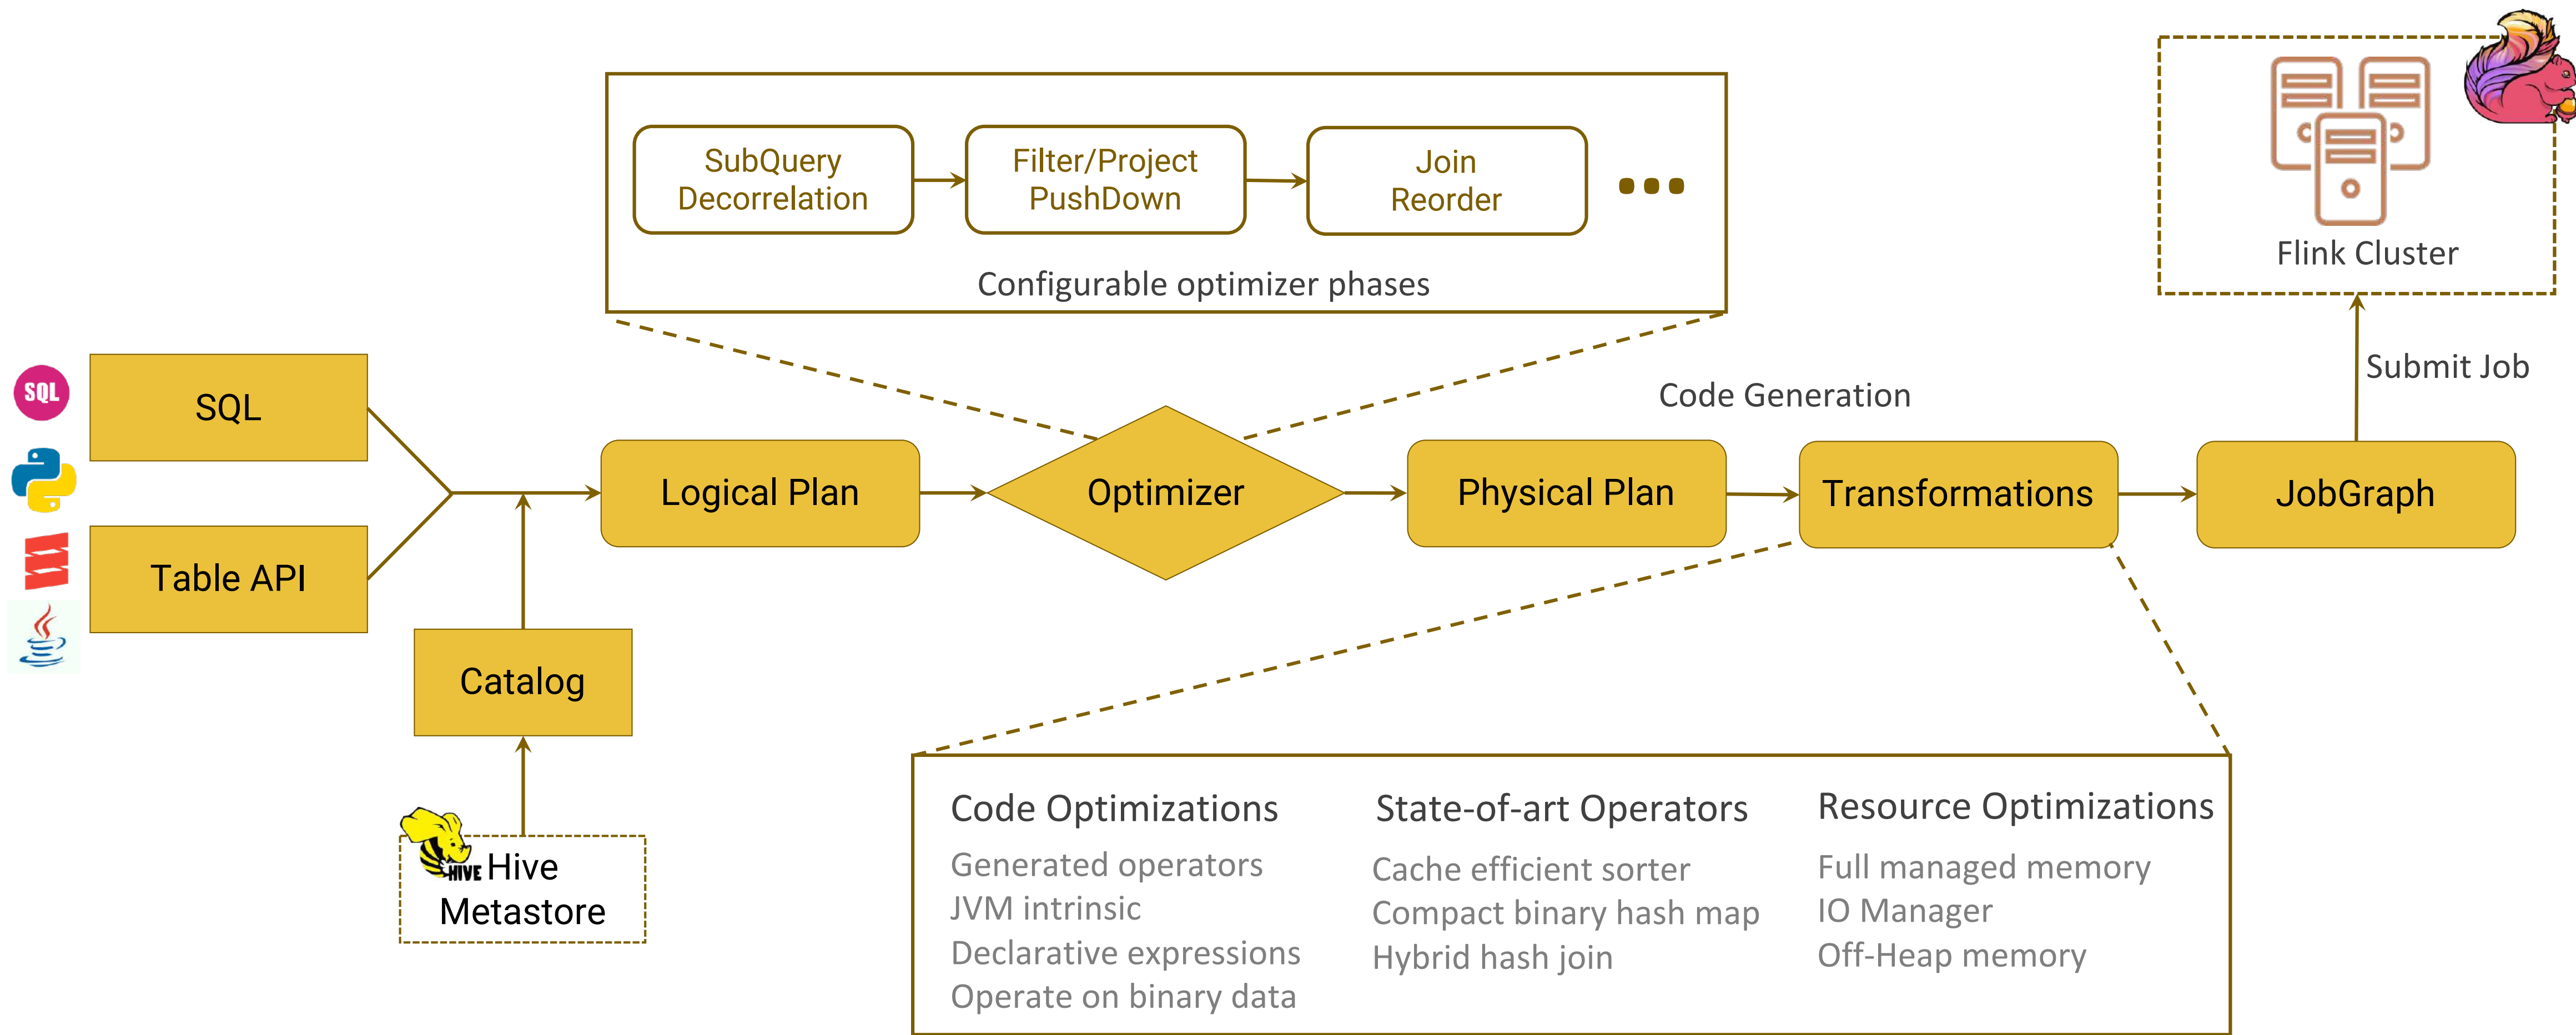 SubQuery
Decorrelation
Filter/Project
PushDown
Join
Reorder
...
Configurable optimizer phases
Flink Cluster
Submit Job
Code Generation
SQL
SQL
Table API
Logical Plan
Optimizer
Physical Plan
Transformations
JobGraph
Catalog
HIVE
Hive
Metastore
Code Optimizations
Generated operators
JVM intrinsic
Declarative expressions
Operate on binary data
State-of-art Operators
Cache efficient sorter
Compact binary hash map
Hybrid hash join
Resource Optimizations
Full managed memory
IO Manager
Off-Heap memory